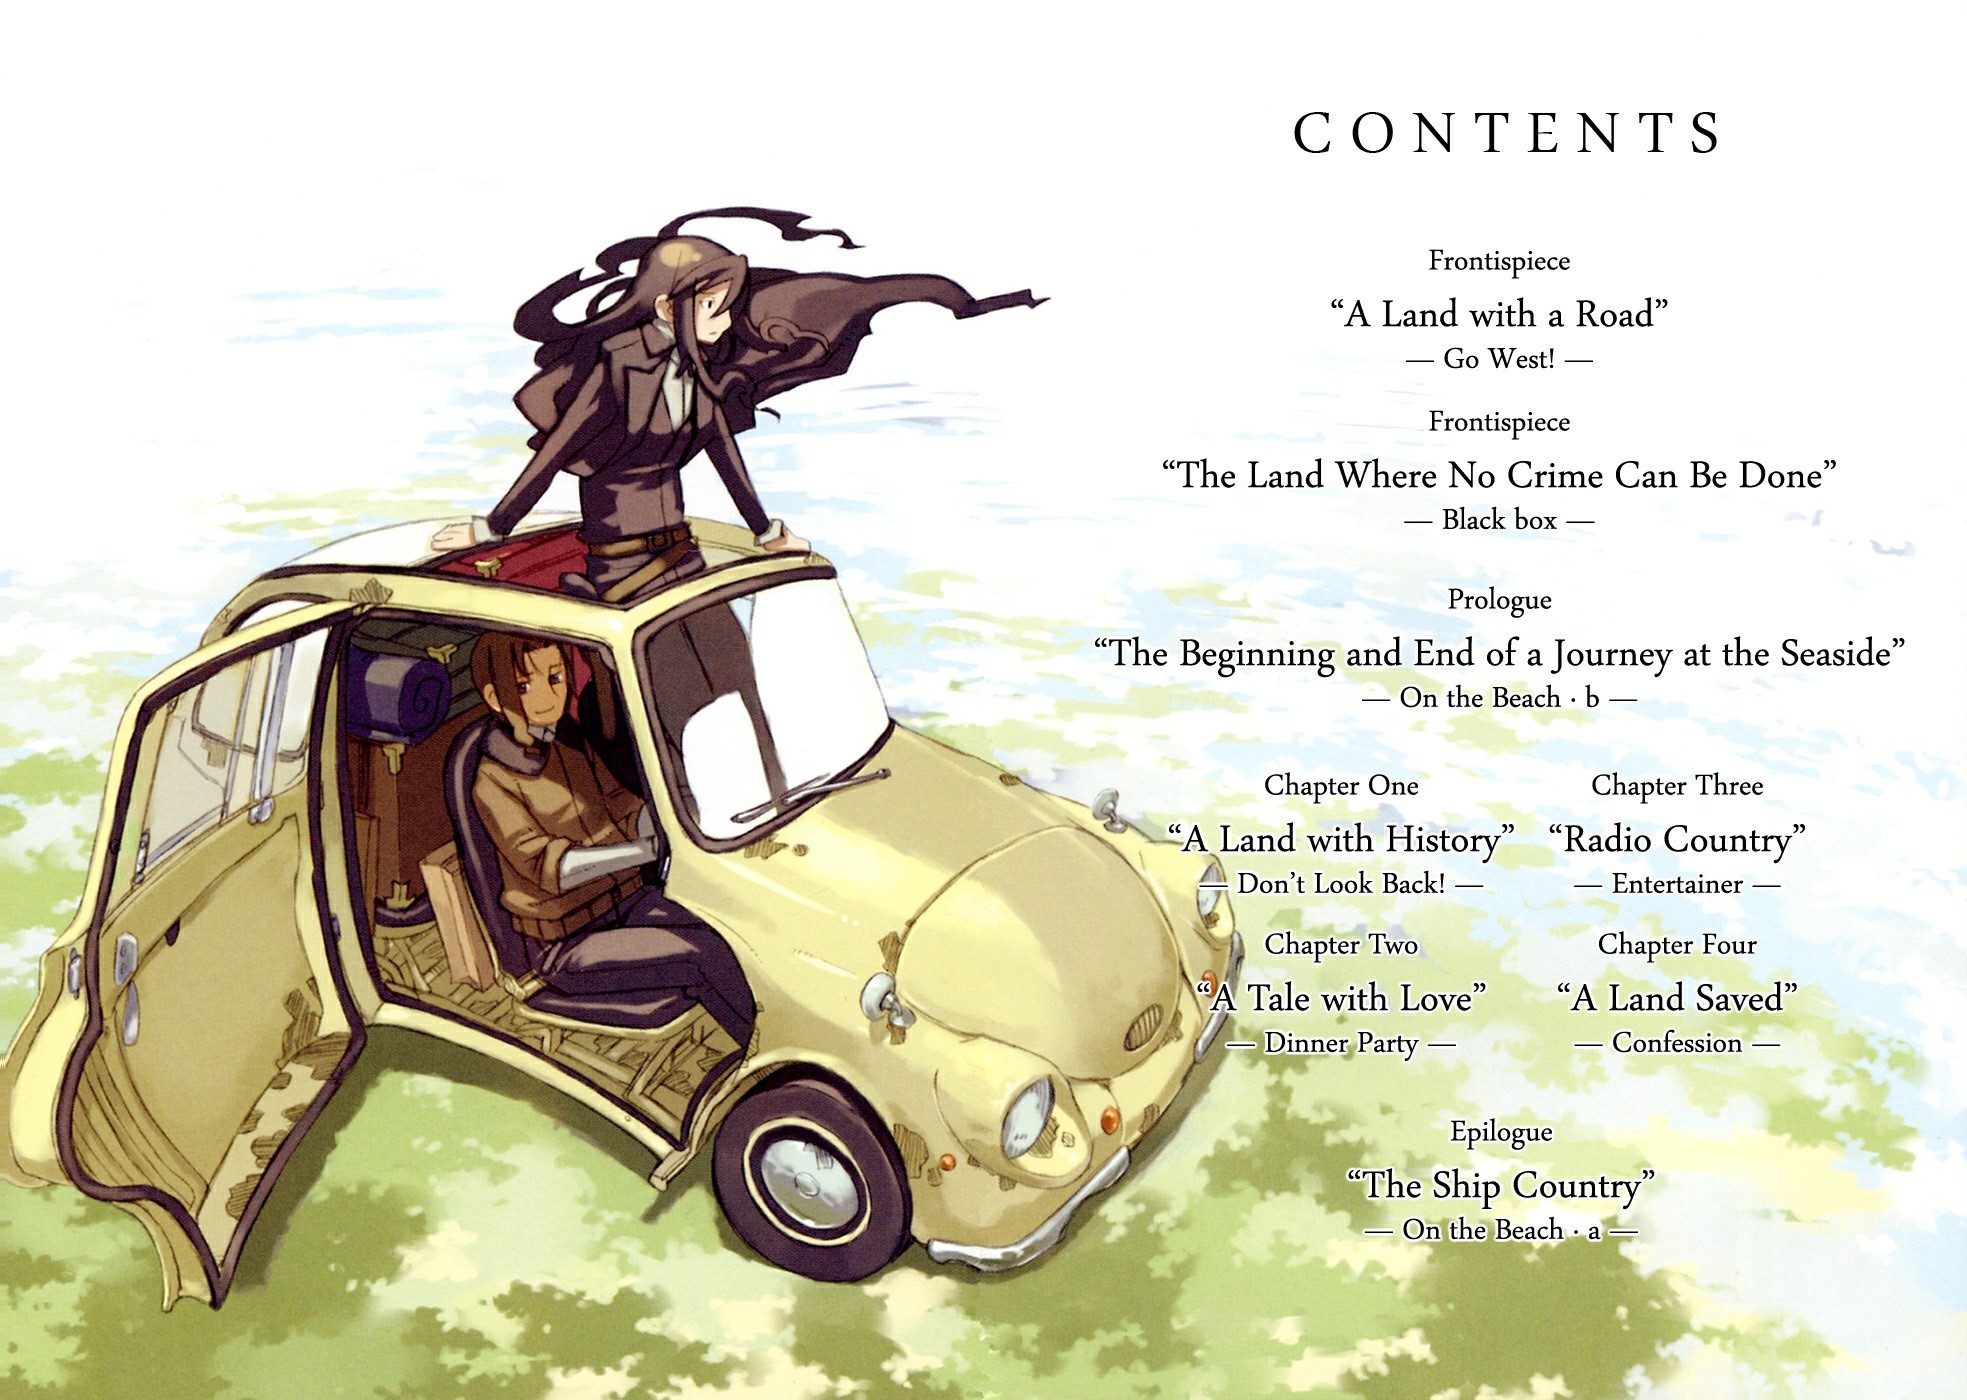 CONTENTS
Frontispiece
“A Land with a Road”
— Go West! —
Frontispiece
“The Land Where No Crime Can Be Done”
— Black box —
Prologue
“The Beginning and End of a Journey at the Seaside”
— On the Beach · b —
Chapter One
“A Land with History”
— Don’t Look Back! —
Chapter Two
“A Tale with Love”
— Dinner Party —
Chapter Three
“Radio Country”
— Entertainer —
Chapter Four
“A Land Saved”
— Confession —
Epilogue
“The Ship Country”
— On the Beach · a —